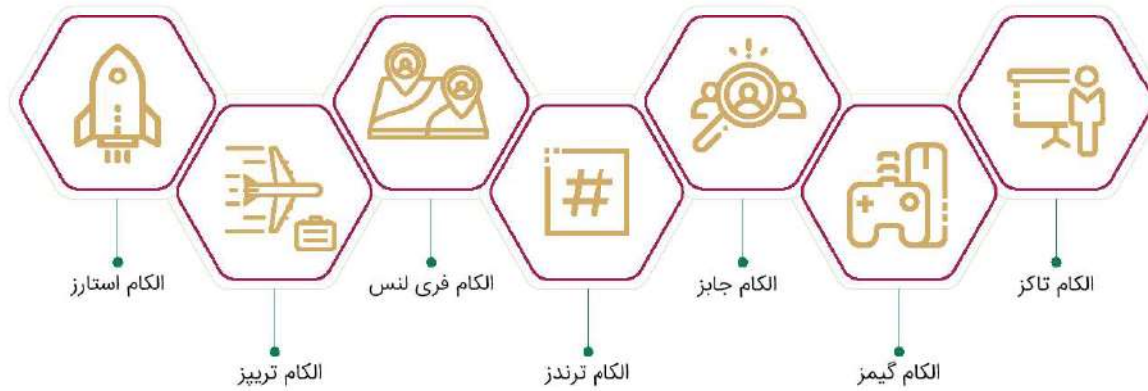 الکام تاکز
الکام گیمز
الکام جابز
الکام ترندز
الکام فری لنس
الکام تریپز
الکام استارز